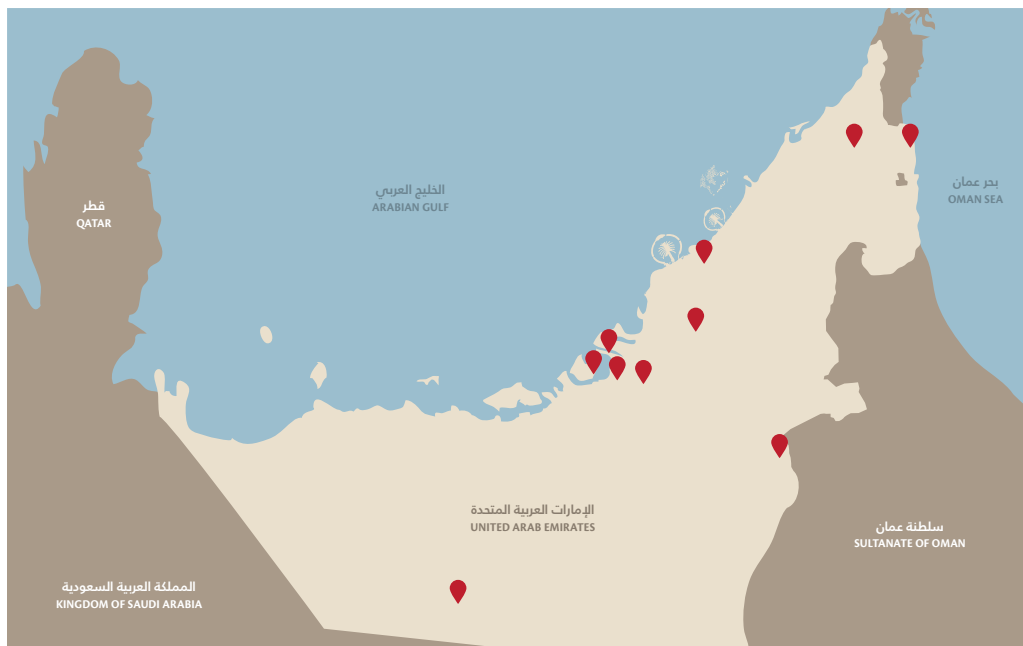 الخليج العربي
ARABIAN GULF
بحر عمان
OMAN SEA
قطر
QATAR
الإمارات العربية المتحدة
UNITED ARAB EMIRATES
سلطنة عمان
SULTANATE OF OMAN
المملكة العربية السعودية
KINGDOM OF SAUDI ARABIA